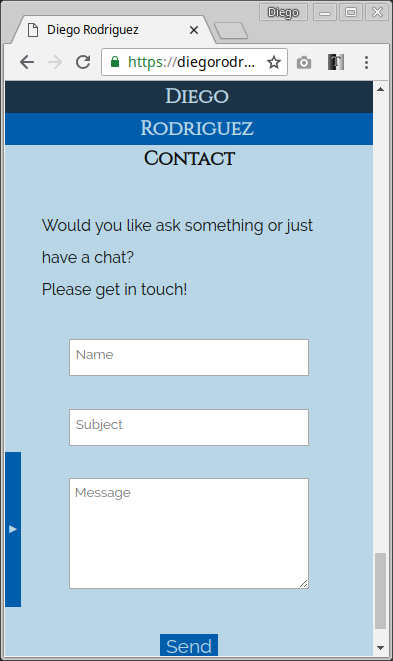 Diego
Diego Rodriguez
https://diegorodr...
T
Diego
Rodriguez
Contact
Would you like ask something or just
have a chat?
Please get in touch!
Name
Subject
Message
Send